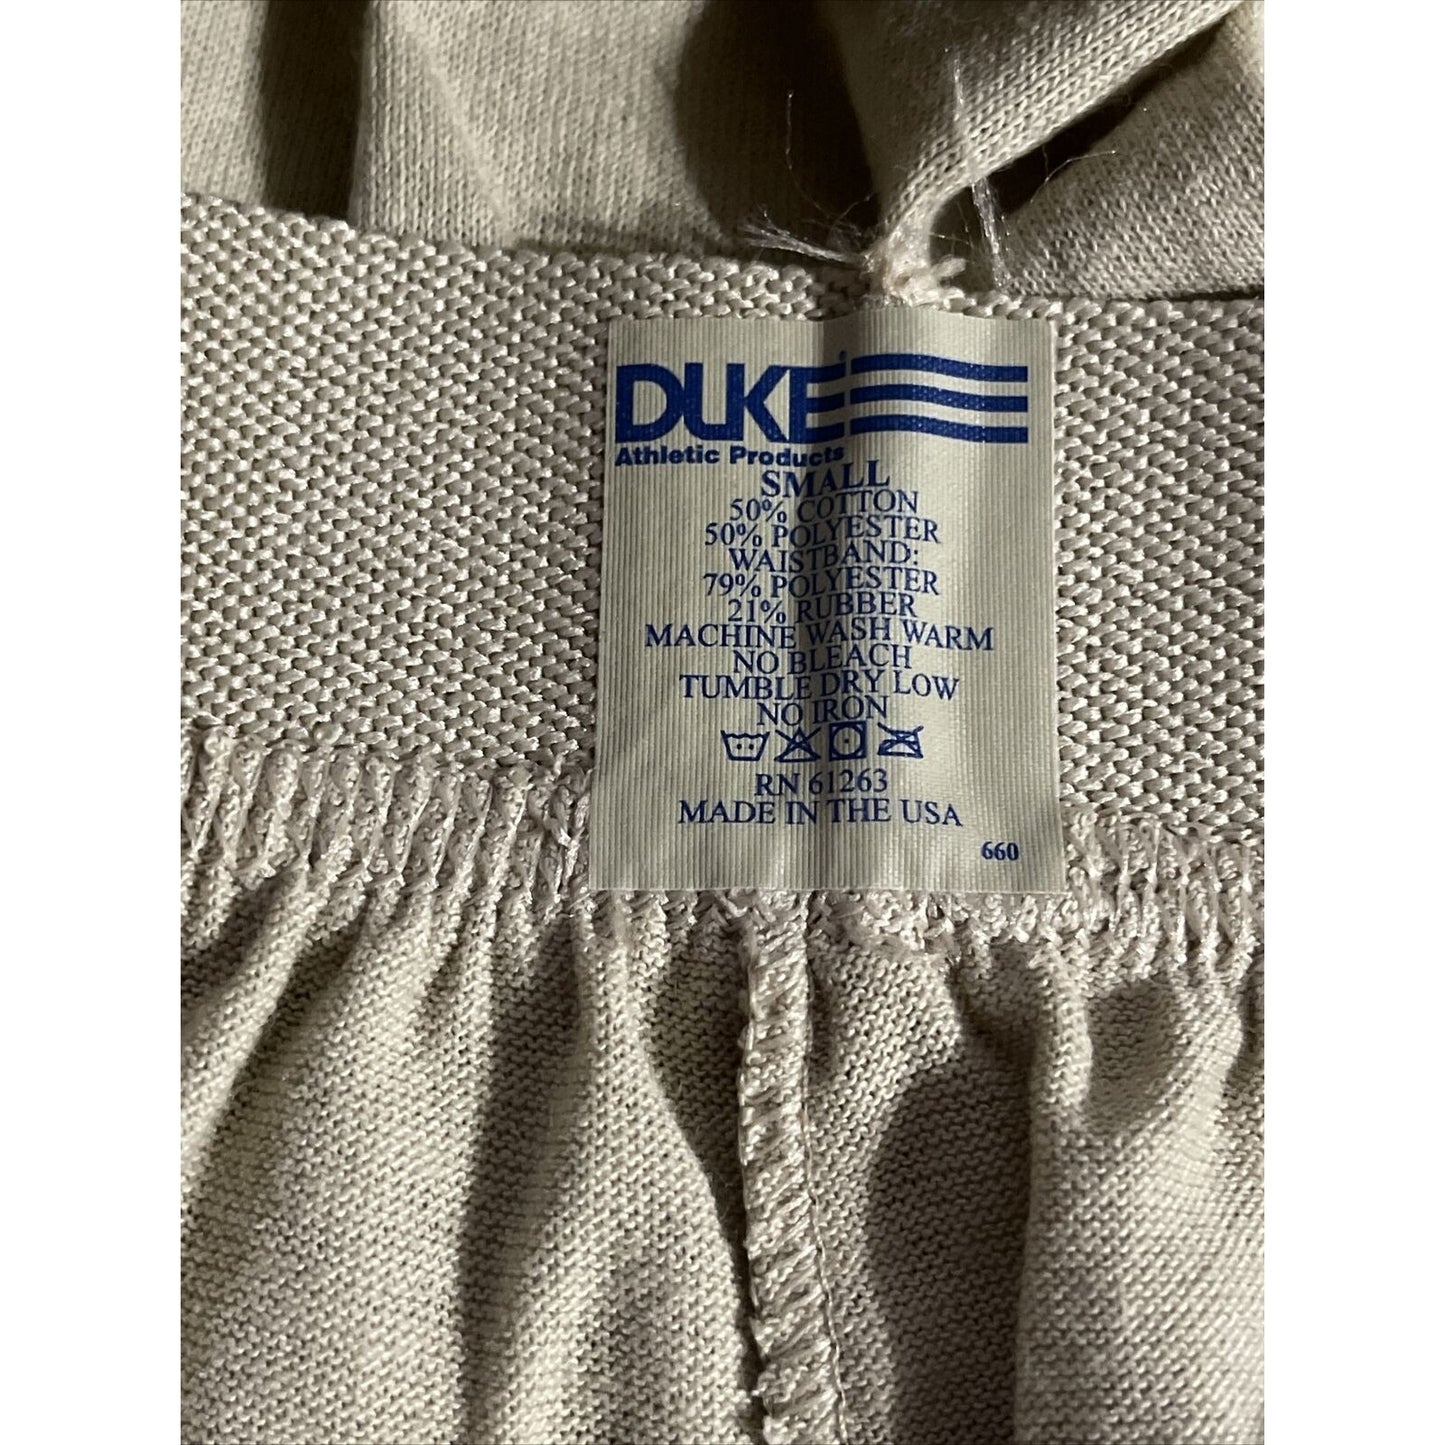 DUKE
Athletic Products
SMALL
50% COTTON
50% POLYESTER
WAISTBAND:
79% POLYESTER
21% RUBBER
MACHINE WASH WARM
NO BLEACH
TUMBLE DRY LOW
NO IRON
RN 61263
MADE IN THE USA
660